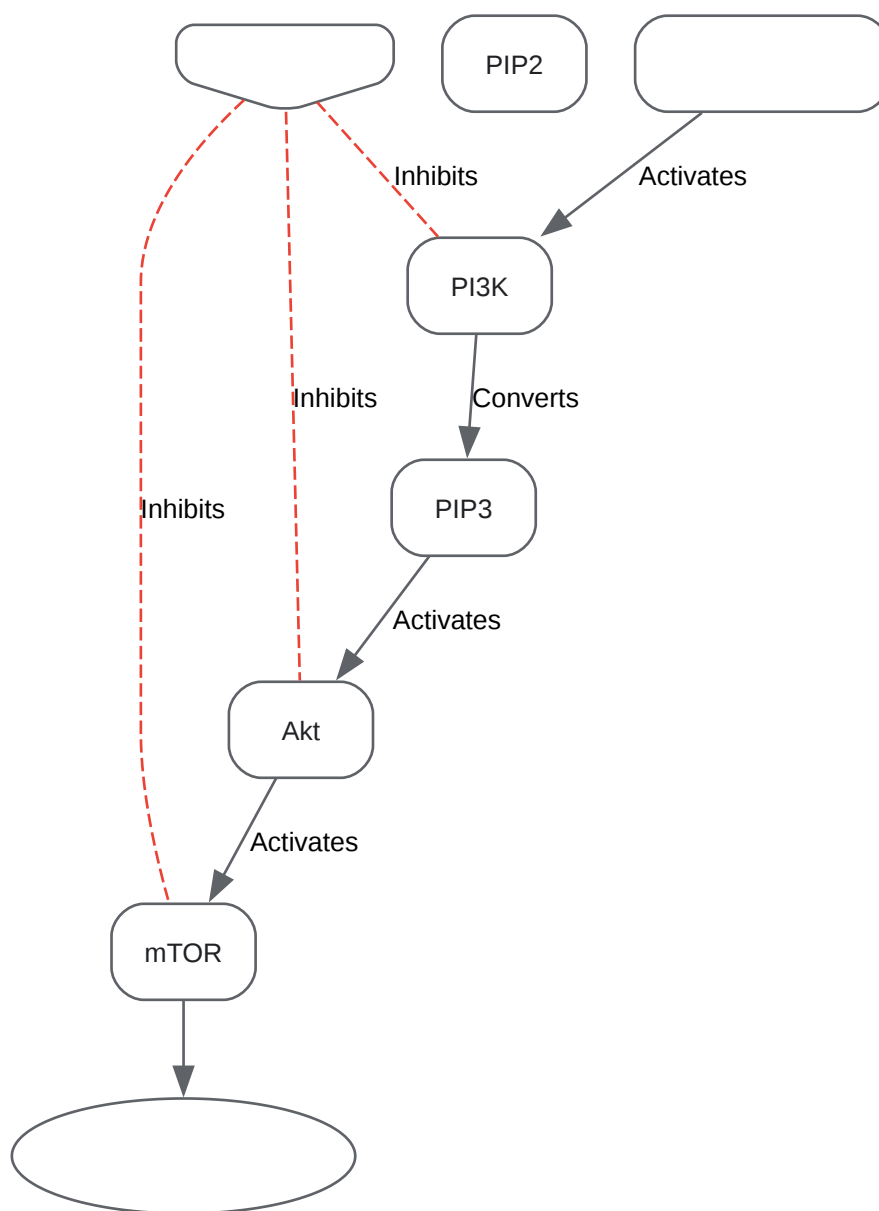 PIP2
Inhibits
Activates
PI3K
Inhibits
Converts
Inhibits
PIP3
Activates
Akt
Activates
mTOR